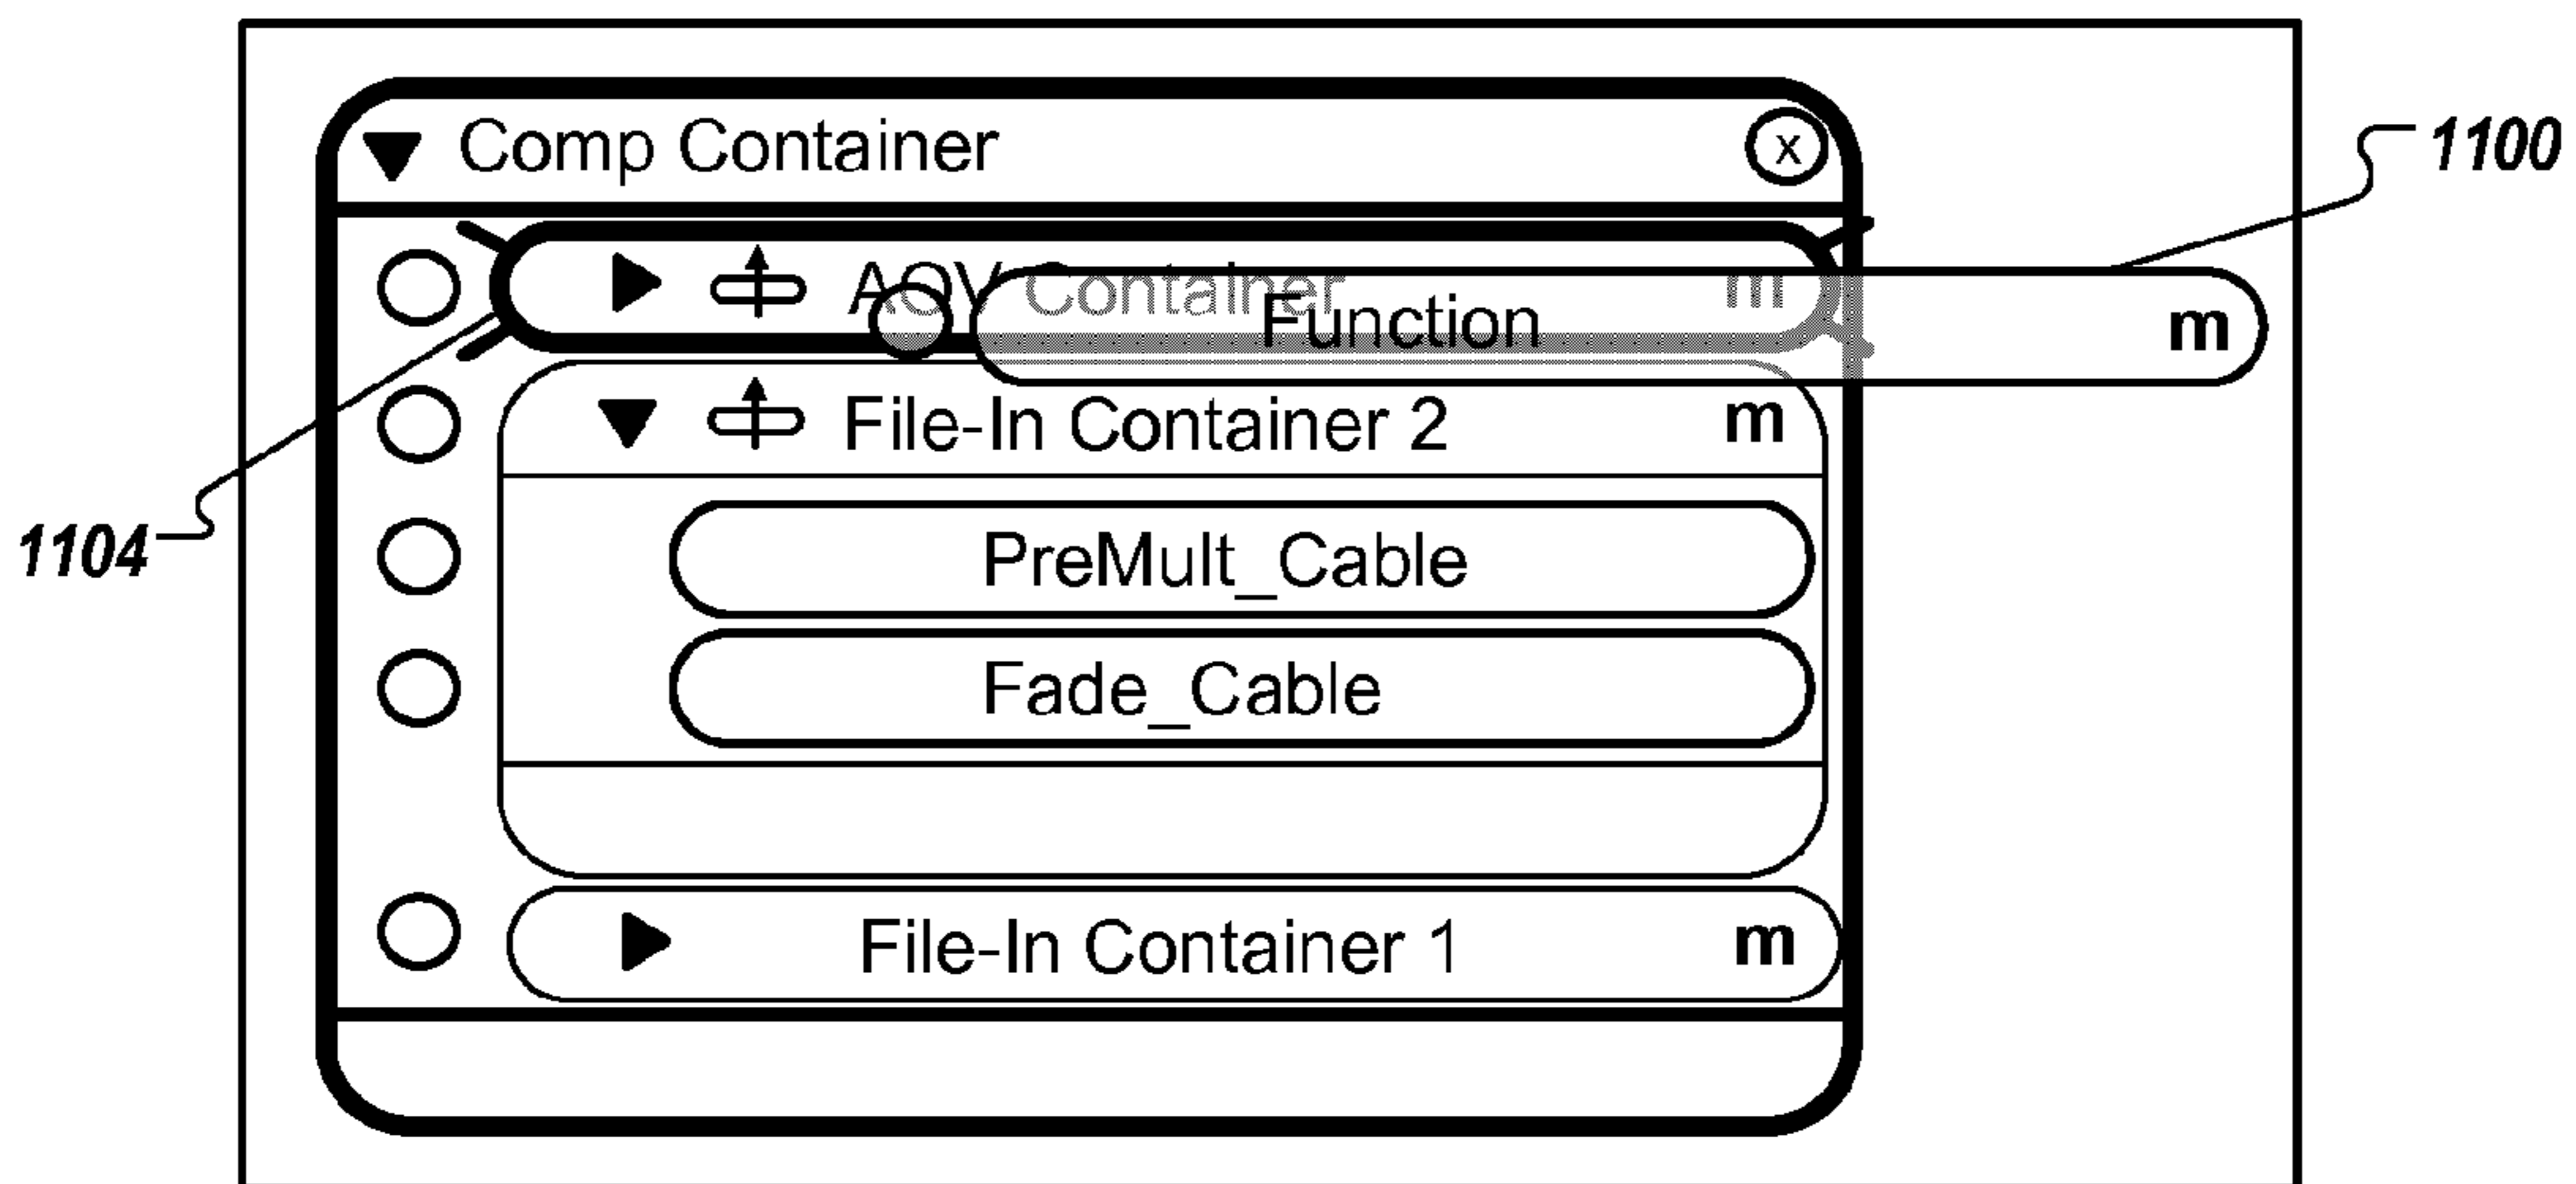 Comp Container x
1100
AOV Container m
Function m
File-In Container 2 m
1104
PreMult_Cable
Fade_Cable
File-In Container 1 m